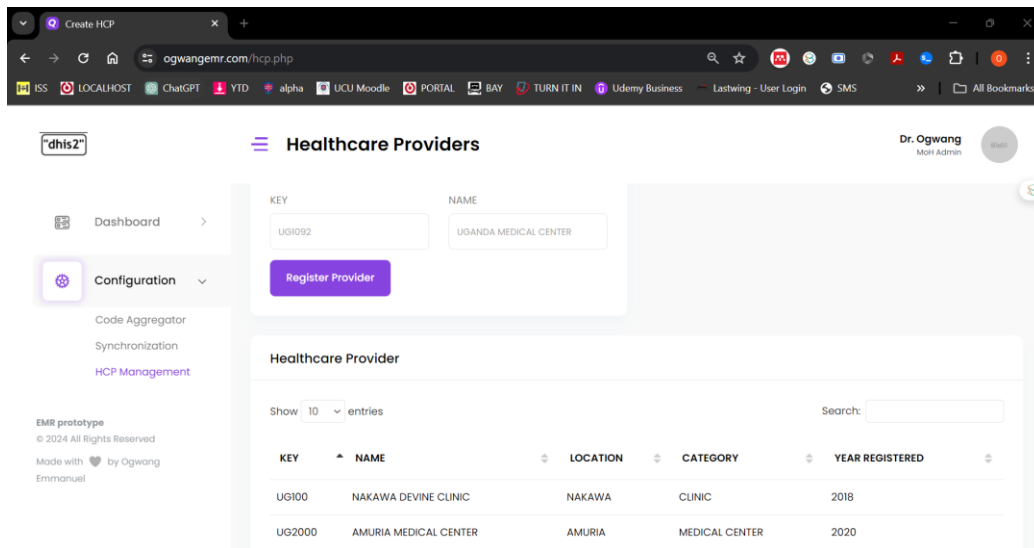 Create HCP
ogwangemr.com/hcp.php
ISS LOCALHOST ChatGPT YTD alpha UCU Moodle PORTAL BAY TURN IT IN Udemy Business Lastwing - User Login SMS » All Bookmarks
"dhis2"
Healthcare Providers
Dr. Ogwang
MoH Admin
KEY NAME
UG1092 UGANDA MEDICAL CENTER
Register Provider
Dashboard
Configuration
Code Aggregator
Synchronization
HCP Management
EMR prototype
© 2024 All Rights Reserved
Made with by Ogwang
Emmanuel
Healthcare Provider
Show 10 entries Search:
KEY NAME LOCATION CATEGORY YEAR REGISTERED
UG100 NAKAWA DEVINE CLINIC NAKAWA CLINIC 2018
UG2000 AMURIA MEDICAL CENTER AMURIA MEDICAL CENTER 2020